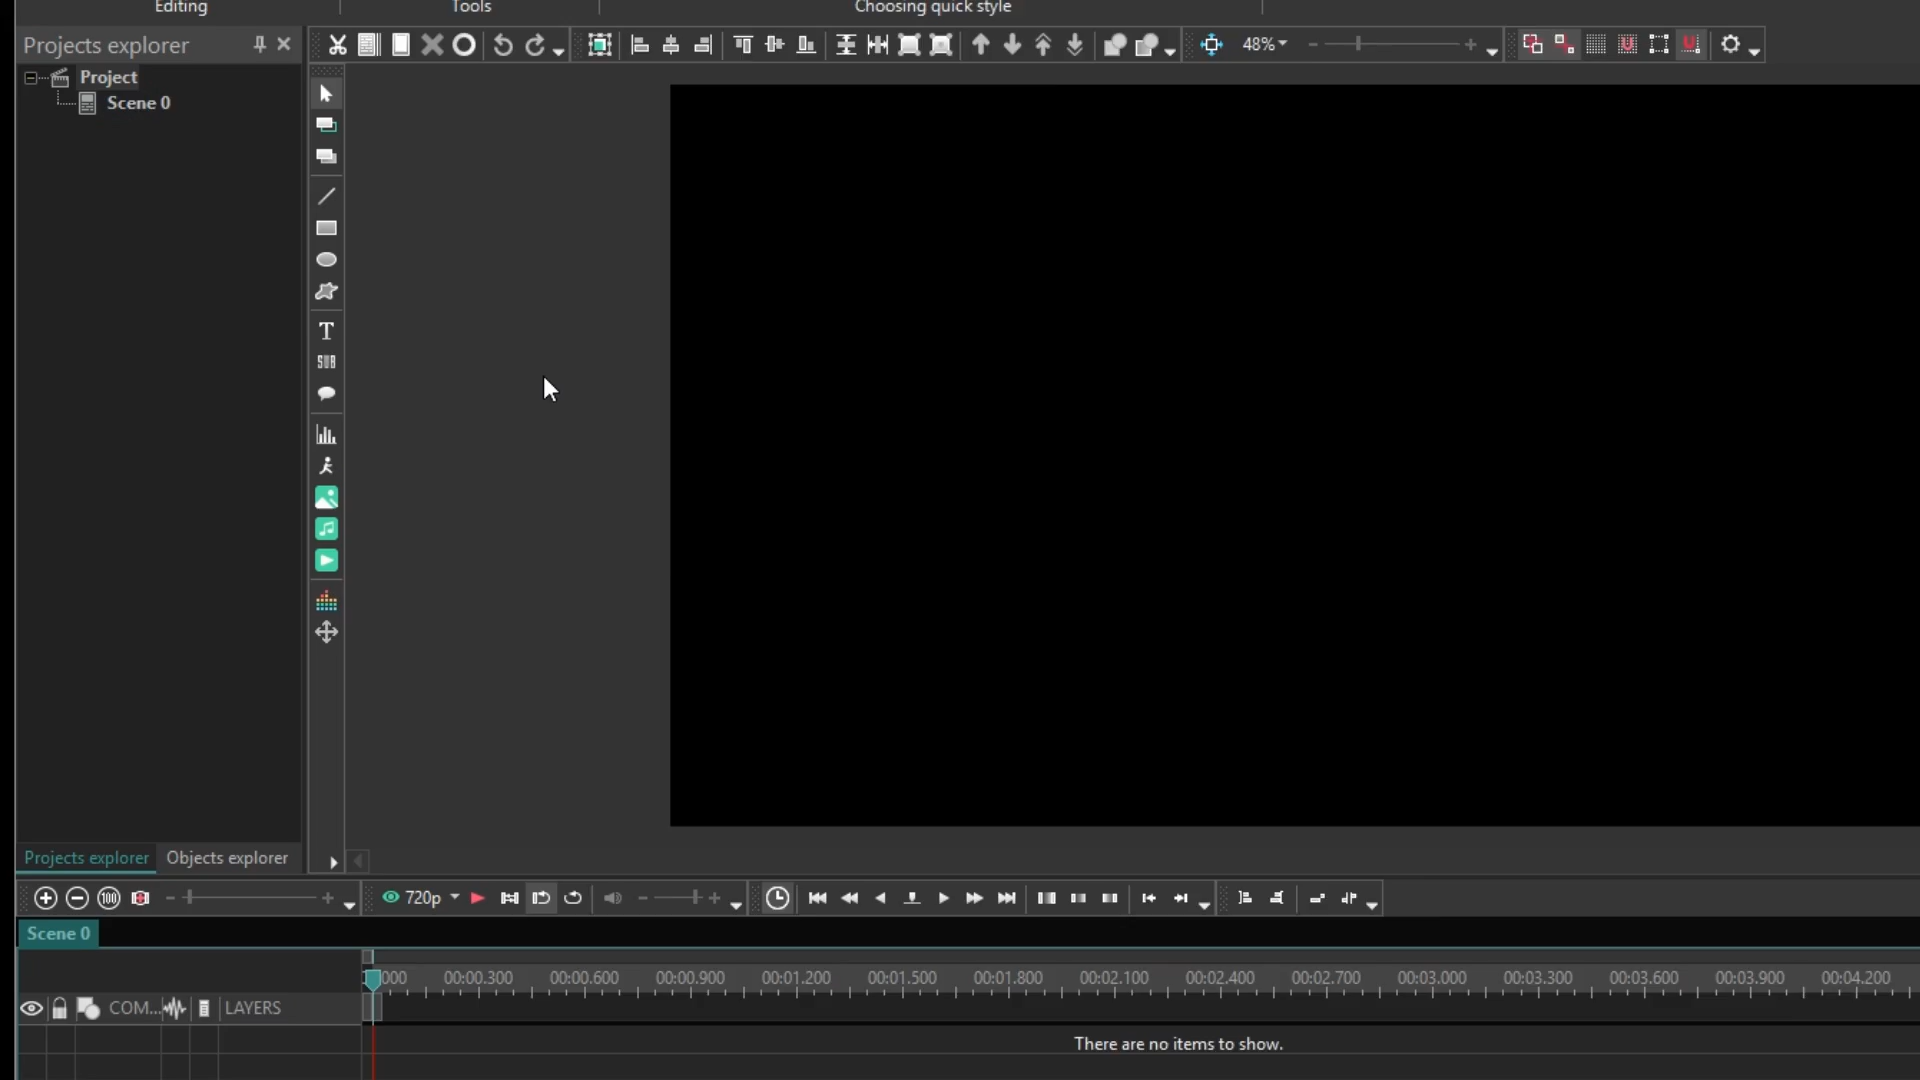 Editing
Tools
Choosing quick style
Projects explorer
48%
Project
Scene 0
T
SUB
Projects explorer
Objects explorer
100
720p
Scene 0
000
00:00.300
00:00.600
00:00.900
00:01.200
00:01.500
00:01.800
00:02.100
00:02.400
00:02.700
00:03.000
00:03.300
00:03.600
00:03.900
00:04.200
COM...
LAYERS
There are no items to show.